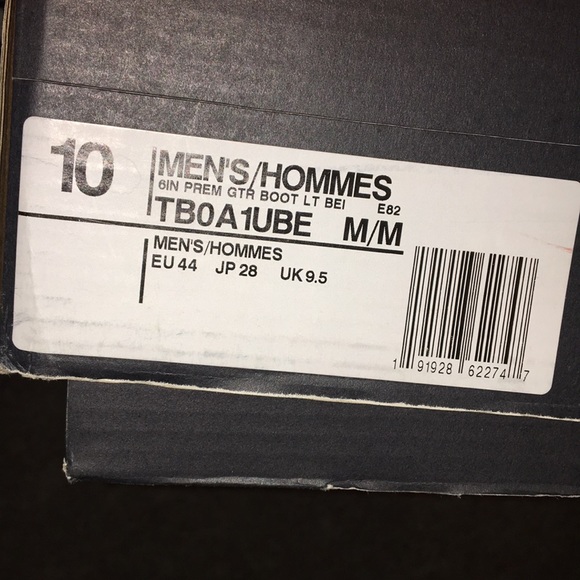 10
MEN'S/HOMMES
6IN PREM GTR BOOT LT BEI E82
TB0A1UBE M/M
MEN'S/HOMMES
EU 44 JP 28 UK 9.5
1 91928 62274 7